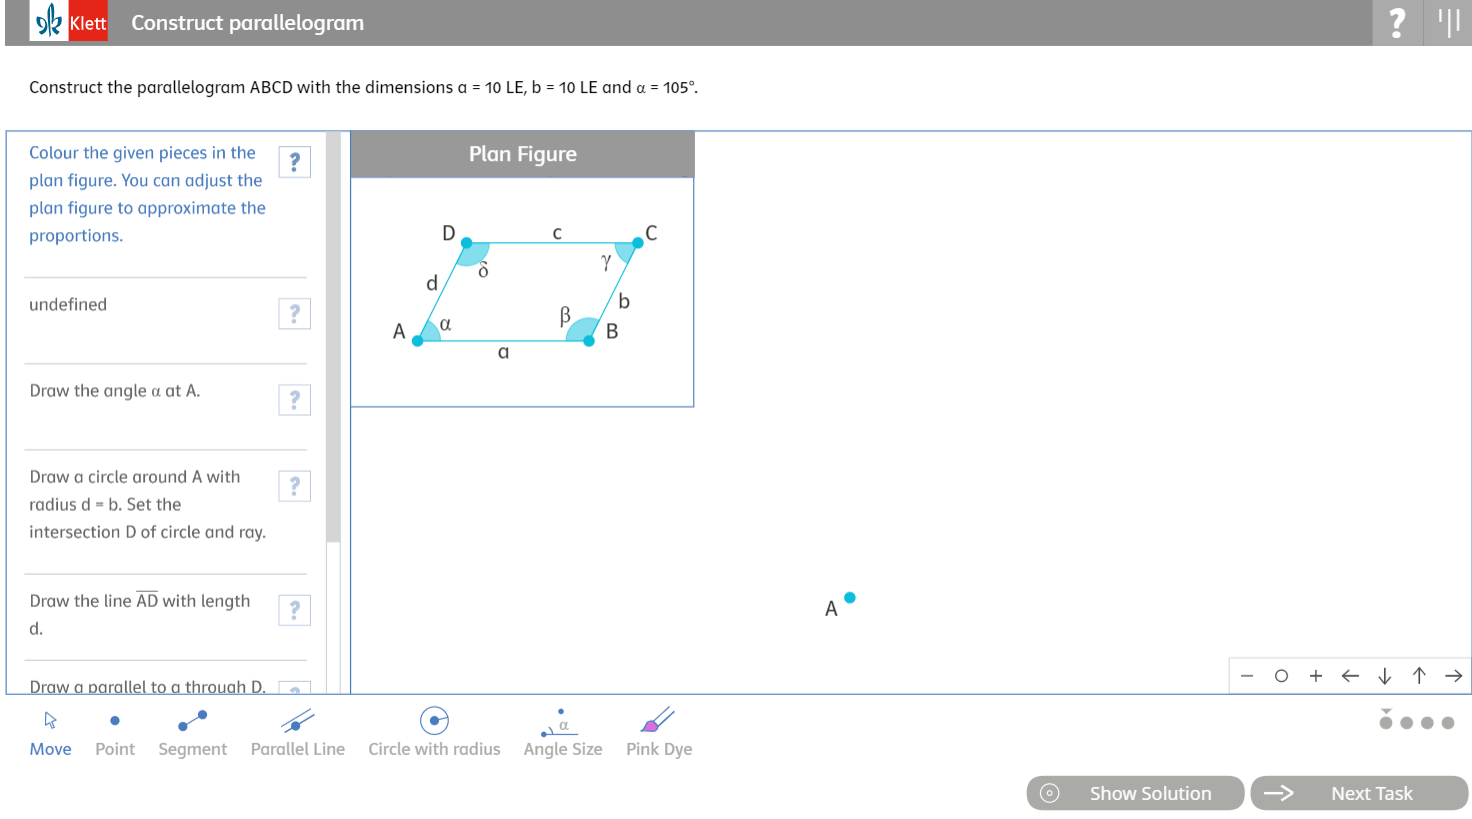 Klett
Construct parallelogram
?
Construct the parallelogram ABCD with the dimensions a = 10 LE, b = 10 LE and α = 105°.
Colour the given pieces in the
plan figure. You can adjust the
plan figure to approximate the
proportions.
?
undefined
?
Draw the angle α at A.
?
Draw a circle around A with
radius d = b. Set the
intersection D of circle and ray.
?
Draw the line A̅D̅ with length
d.
?
Draw a parallel to a through D.
?
Plan Figure
D
c
C
δ
γ
d
b
β
A
α
B
a
A
Move
Point
Segment
Parallel Line
Circle with radius
α
Angle Size
Pink Dye
Show Solution
Next Task